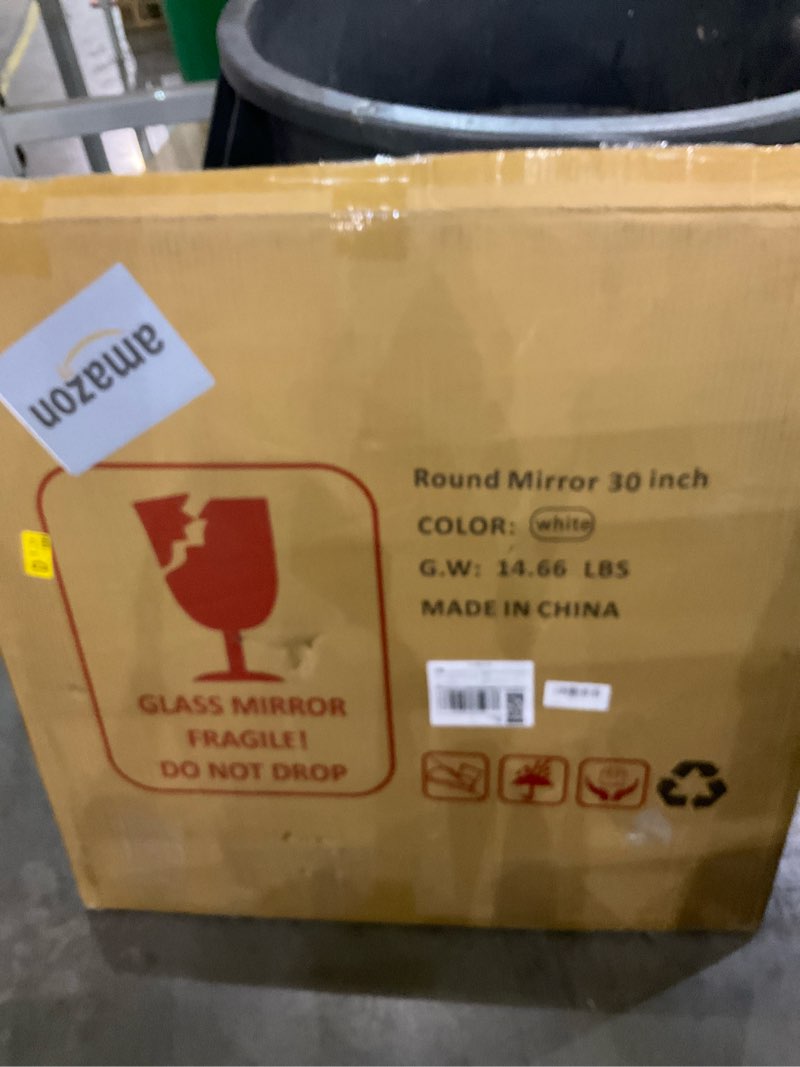 amazon
Round Mirror 30 inch
COLOR: white
G.W: 14.66 LBS
MADE IN CHINA
GLASS MIRROR
FRAGILE!
DO NOT DROP